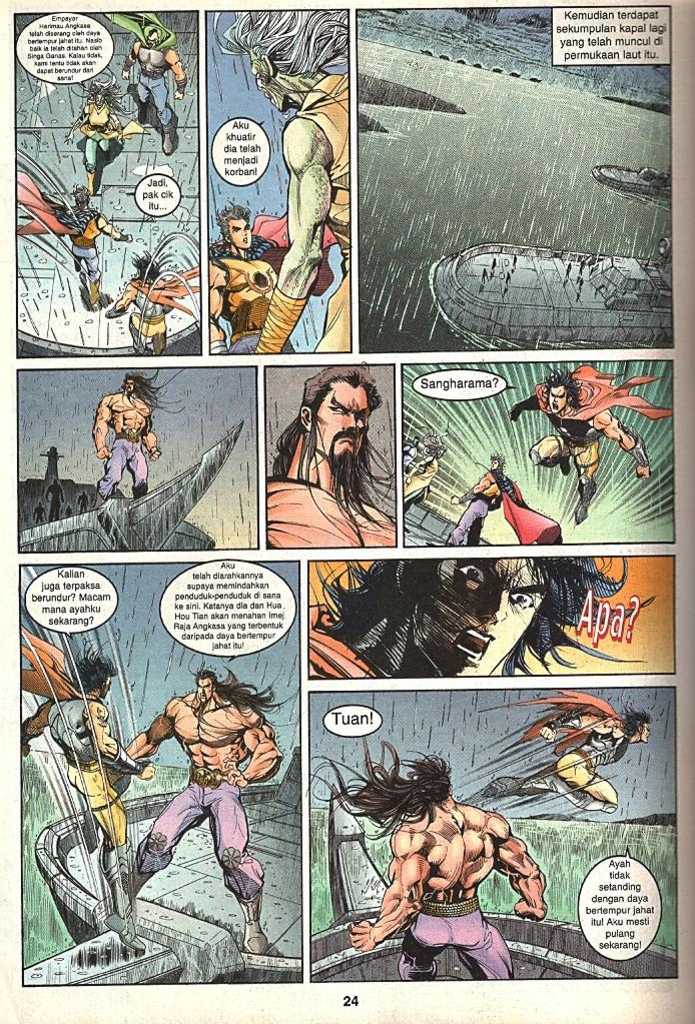 Empayar
Harimau Angkasa
telah diserang oleh daya
bertempur jahat itu. Nasib
baik ia telah ditahan oleh
Singa Ganas. Kalau tidak,
kami tentu tidak akan
dapat berundur dari
sana!
Jadi,
pak cik
itu...
Aku
khuatir
dia telah
menjadi
korban!
Kemudian terdapat
sekumpulan kapal lagi
yang telah muncul di
permukaan laut itu.
Sangharama?
Kalian
juga terpaksa
berundur? Macam
mana ayahku
sekarang?
Aku
telah diarahkannya
supaya memindahkan
penduduk-penduduk di sana
ke sini. Katanya dia dan Hua
Hou Tian akan menahan Imej
Raja Angkasa yang terbentuk
daripada daya bertempur
jahat itu!
Apa?
Tuan!
Ayah
tidak
setanding
dengan daya
bertempur jahat
itu! Aku mesti
pulang
sekarang!
24